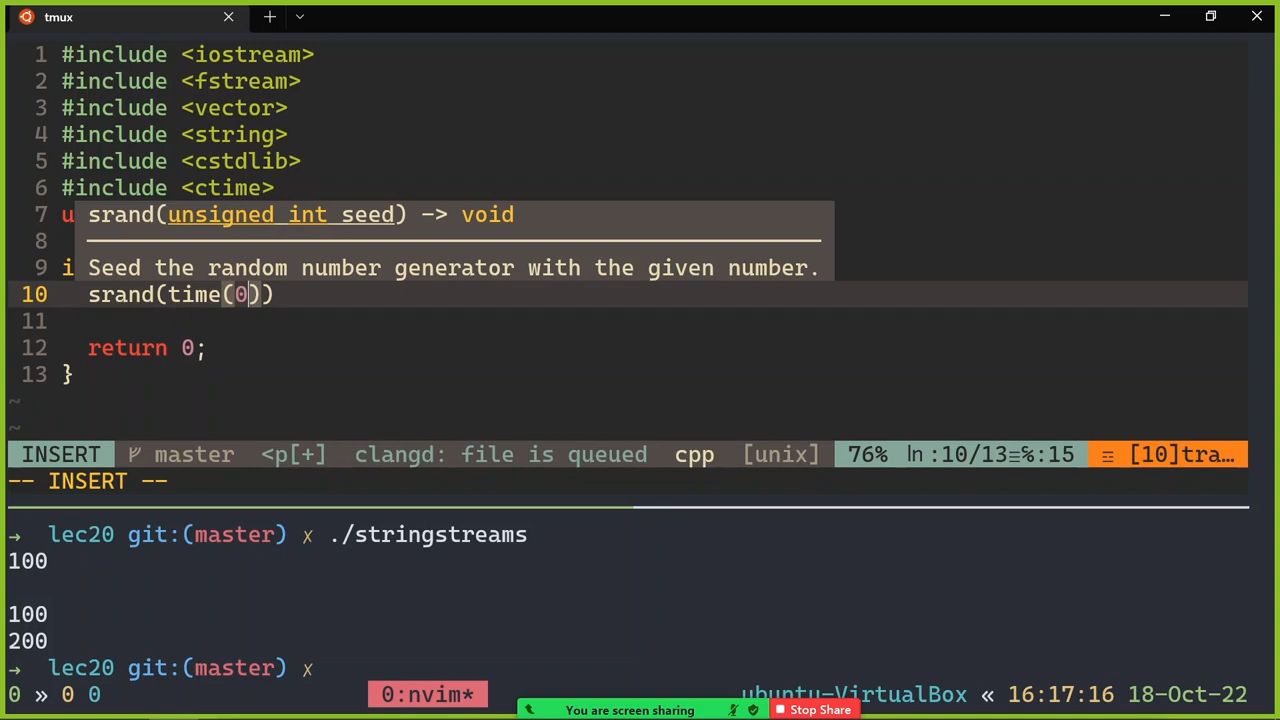 tmux
1 #include <iostream>
2 #include <fstream>
3 #include <vector>
4 #include <string>
5 #include <cstdlib>
6 #include <ctime>
7 u srand(unsigned int seed) -> void
8
9 i Seed the random number generator with the given number.
10 srand(time(0))
11
12 return 0;
13 }
~
~
INSERT master <p[+] clangd: file is queued cpp [unix] 76% ln:10/13≡%:15 [10]tra…
-- INSERT --
→ lec20 git:(master) ✗ ./stringstreams
100
100
200
→ lec20 git:(master) ✗
0 » 0 0 0:nvim* ubuntu-VirtualBox « 16:17:16 18-Oct-22
You are screen sharing Stop Share